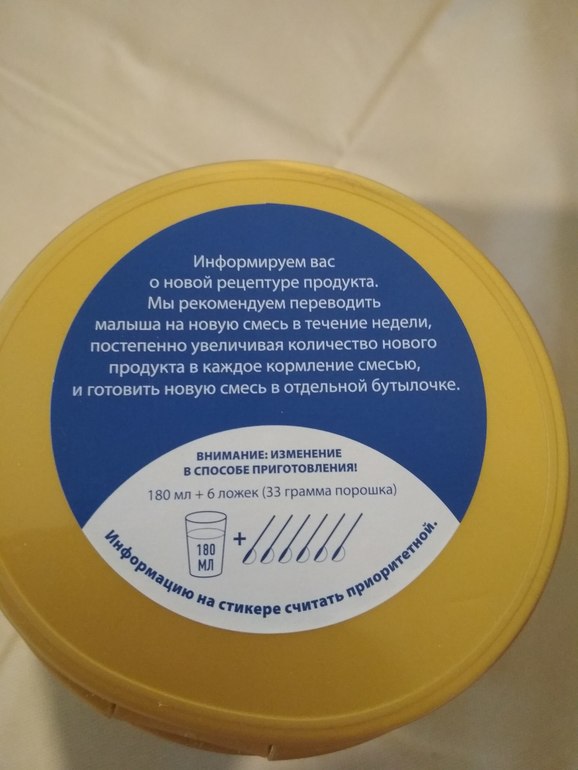 Информируем вас
о новой рецептуре продукта.
Мы рекомендуем переводить
малыша на новую смесь в течение недели,
постепенно увеличивая количество нового
продукта в каждое кормление смесью,
и готовить новую смесь в отдельной бутылочке.
ВНИМАНИЕ: ИЗМЕНЕНИЕ
В СПОСОБЕ ПРИГОТОВЛЕНИЯ!
180 мл + 6 ложек (33 грамма порошка)
180
МЛ
+
Информацию на стикере считать приоритетной.